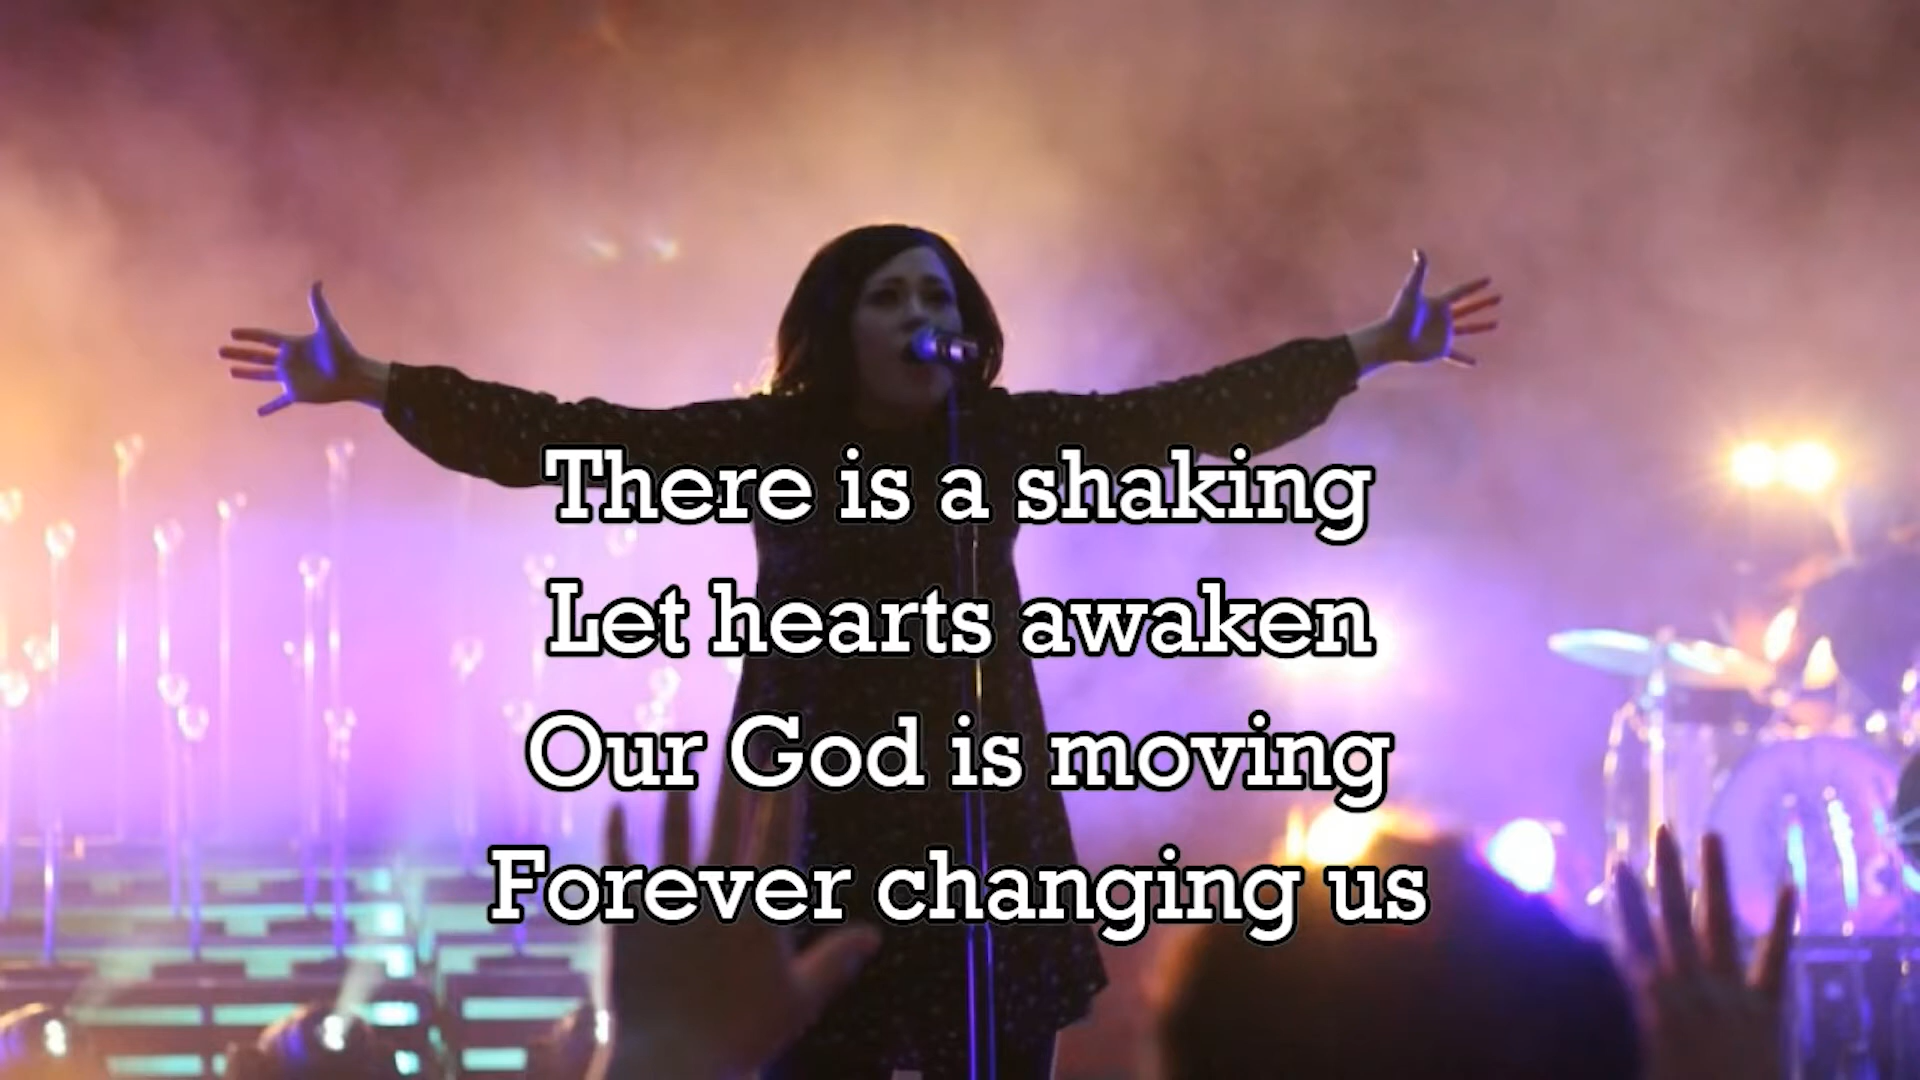 There is a shaking
Let hearts awaken
Our God is moving
Forever changing us